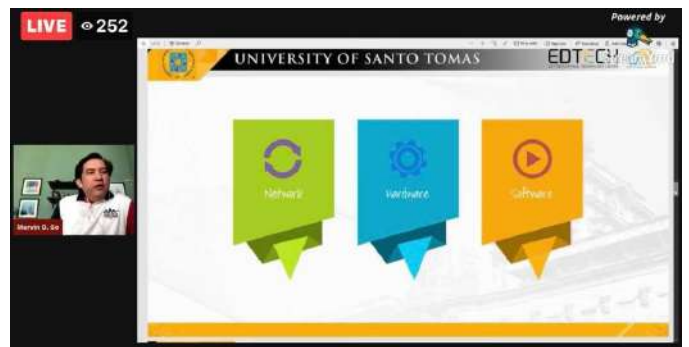 LIVE 252
Powered by
UNIVERSITY OF SANTO TOMAS
EDTECH
Network
Hardware
Software
Marvin G. Go